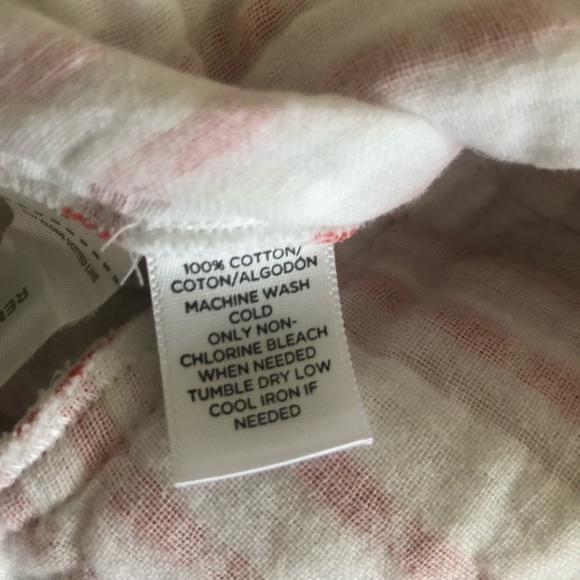 100% COTTON/
COTON/ALGODÓN
MACHINE WASH
COLD
ONLY NON-
CHLORINE BLEACH
WHEN NEEDED
TUMBLE DRY LOW
COOL IRON IF
NEEDED